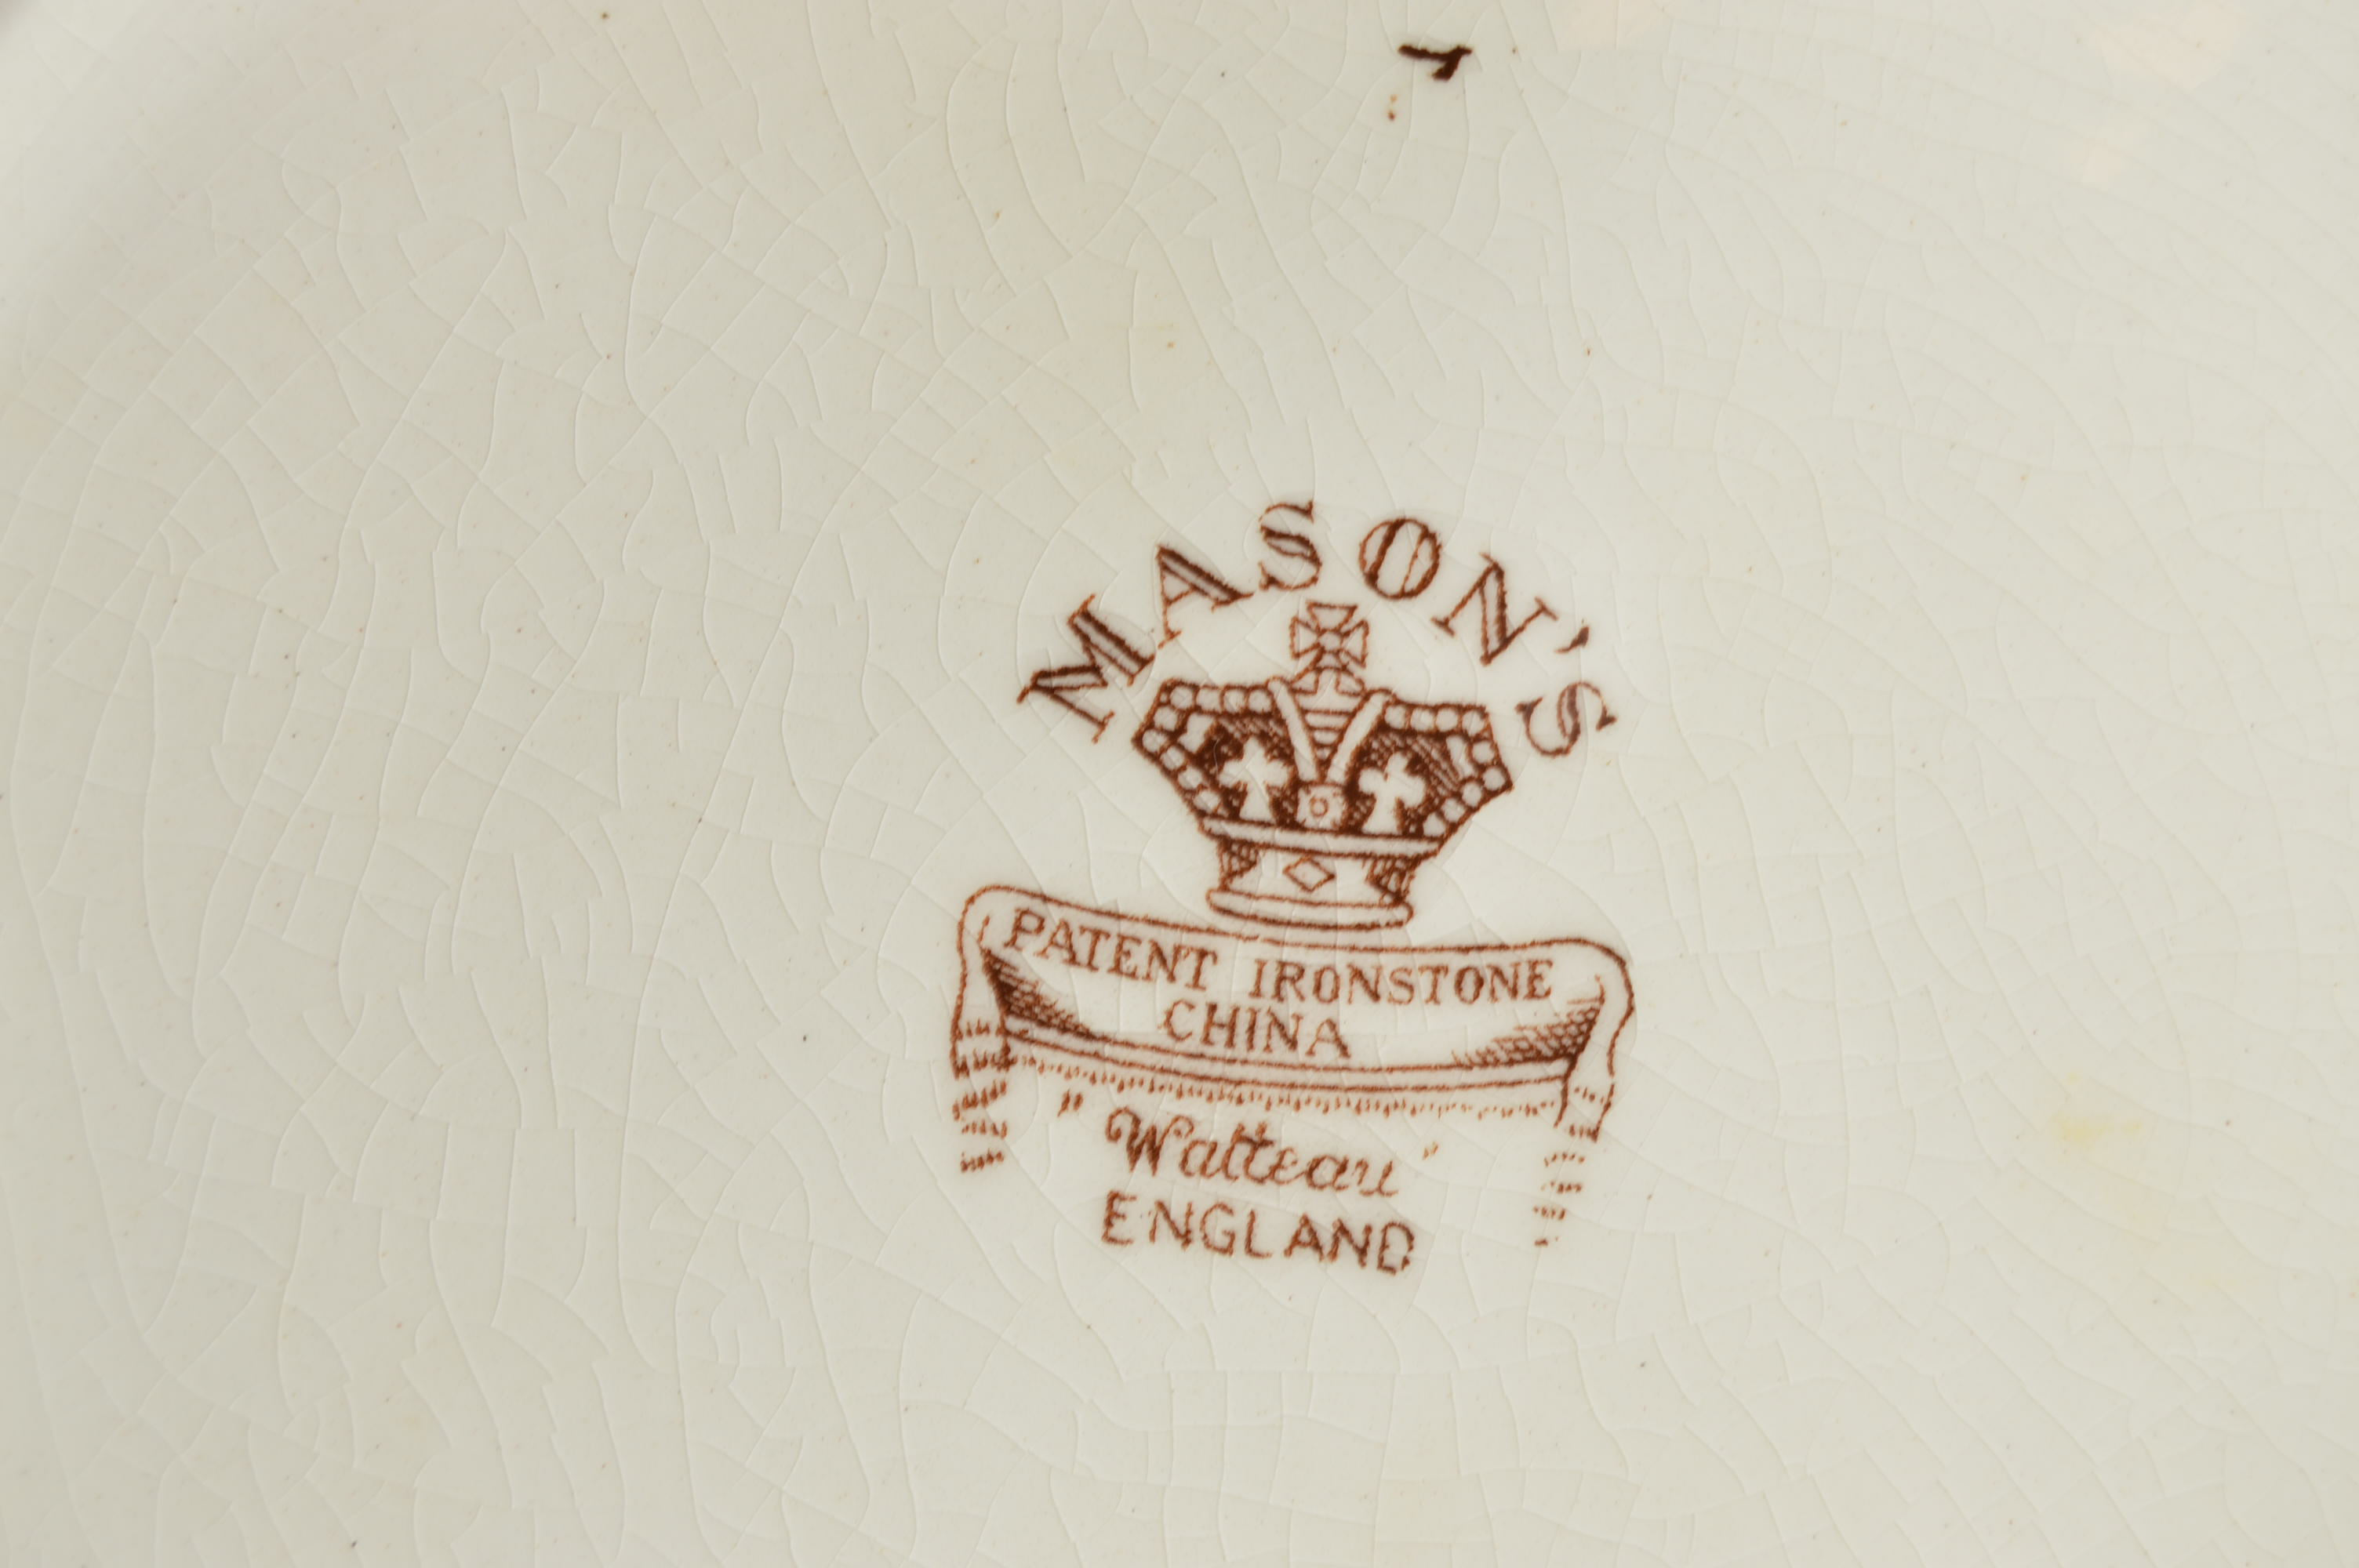 MASON'S
PATENT IRONSTONE
CHINA
"Watteau"
ENGLAND